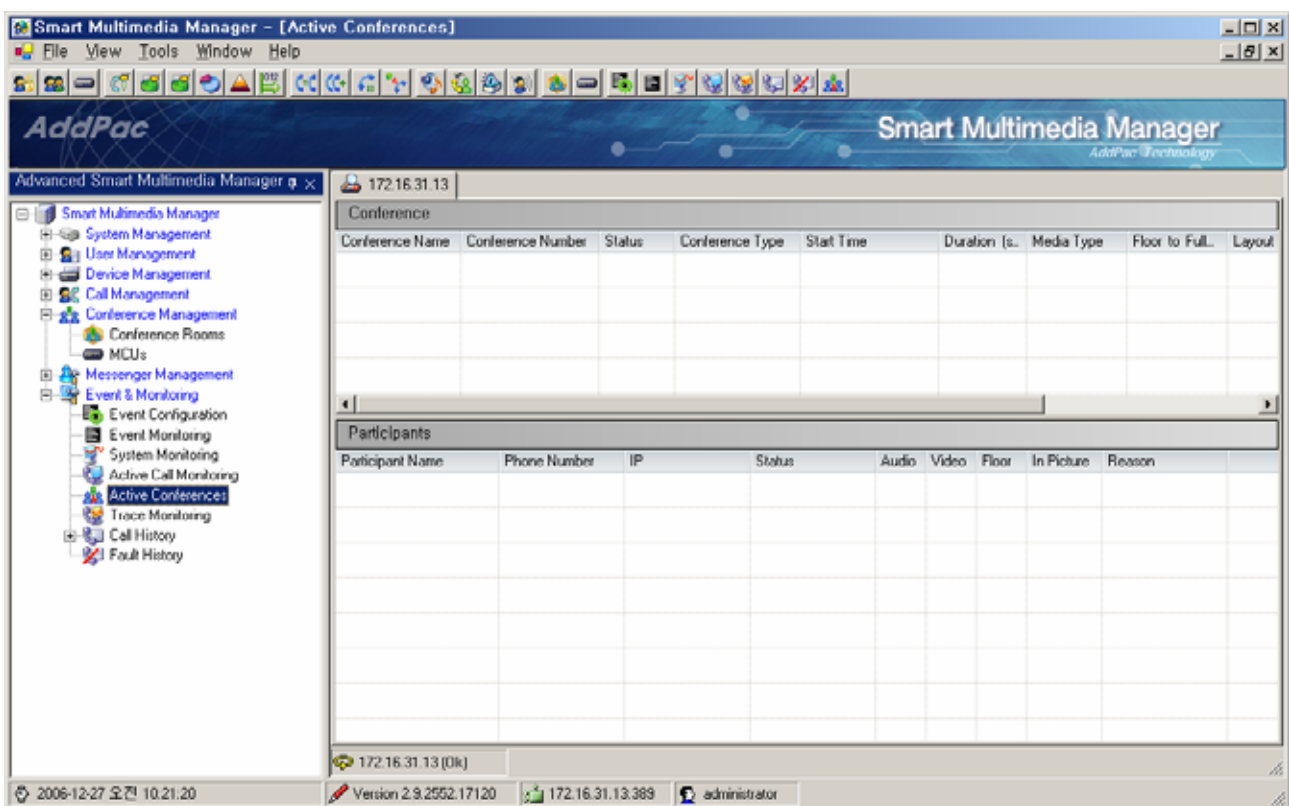 Smart Multimedia Manager - [Active Conferences]
File View Tools Window Help
AddPac
Smart Multimedia Manager
AddPac Technology
Advanced Smart Multimedia Manager
Smart Multimedia Manager
System Management
User Management
Device Management
Call Management
Conference Management
Conference Rooms
MCUs
Messenger Management
Event & Monitoring
Event Configuration
Event Monitoring
System Monitoring
Active Call Monitoring
Active Conferences
Trace Monitoring
Call History
Fault History
172.16.31.13
Conference
Conference Name Conference Number Status Conference Type Start Time Duration (s... Media Type Floor to Full... Layout
Participants
Participant Name Phone Number IP Status Audio Video Floor In Picture Reason
172.16.31.13 (Ok)
2006-12-27 오전 10:21:20 Version 2.9.2552.17120 172.16.31.13.389 administrator